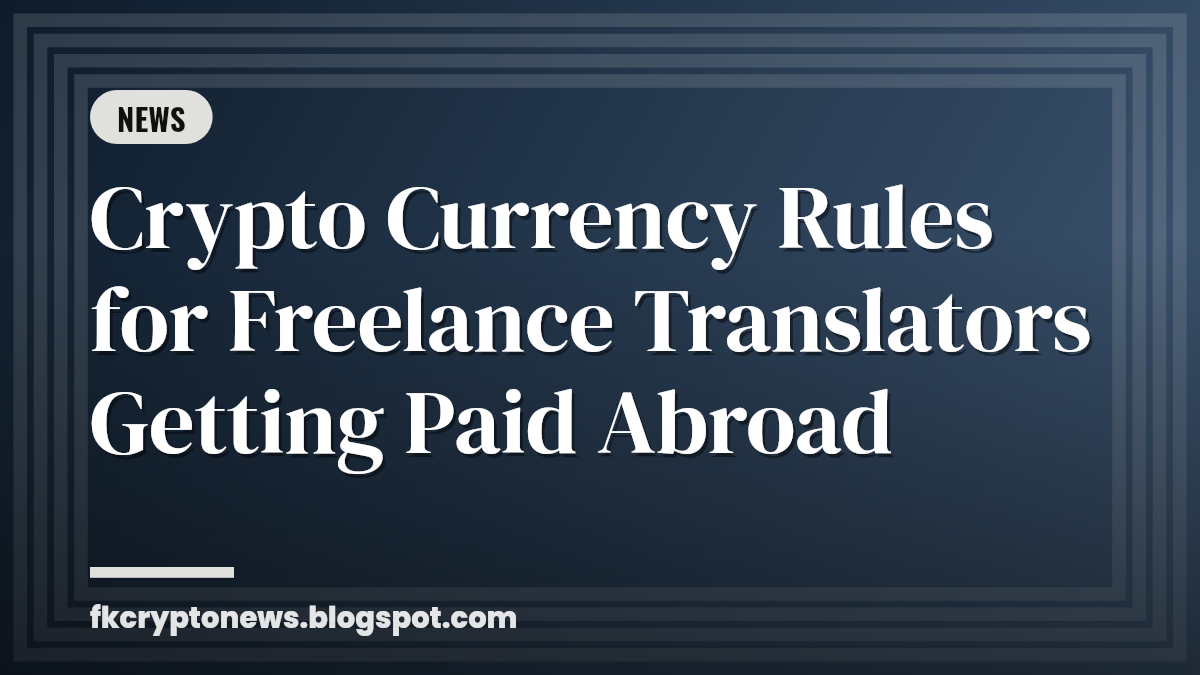 NEWS
Crypto Currency Rules
for Freelance Translators
Getting Paid Abroad
fkcryptonews.blogspot.com